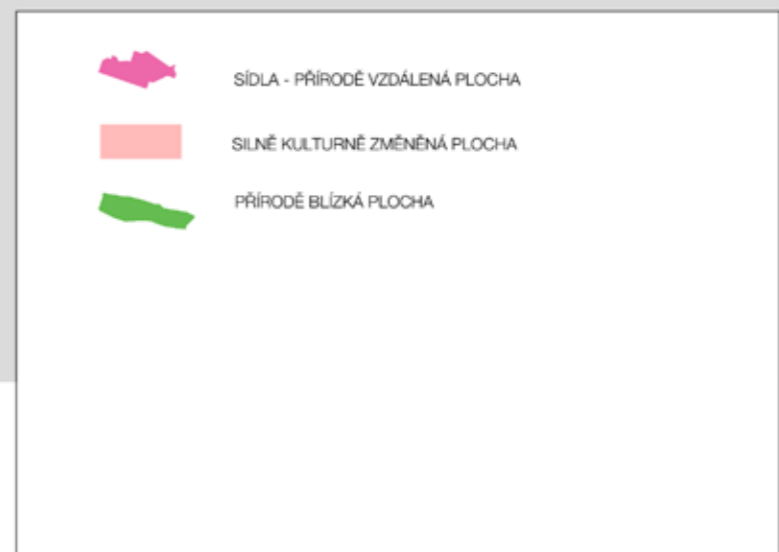 SÍDLA - PŘÍRODĚ VZDÁLENÁ PLOCHA
SILNĚ KULTURNĚ ZMĚNĚNÁ PLOCHA
PŘÍRODĚ BLÍZKÁ PLOCHA